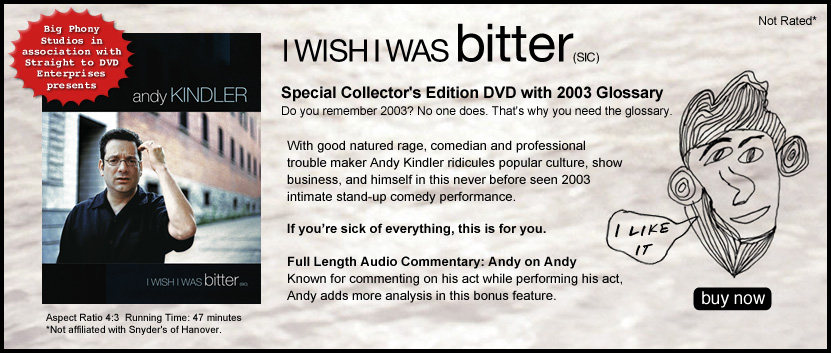 Big Phony
Studios in
association with
Straight to DVD
Enterprises
presents
andy KINDLER
I WISH I WAS bitter (SIC)
Aspect Ratio 4:3 Running Time: 47 minutes
*Not affiliated with Snyder's of Hanover.
Not Rated*
I WISH I WAS bitter (SIC)
Special Collector's Edition DVD with 2003 Glossary
Do you remember 2003? No one does. That's why you need the glossary.
With good natured rage, comedian and professional
trouble maker Andy Kindler ridicules popular culture, show
business, and himself in this never before seen 2003
intimate stand-up comedy performance.
If you're sick of everything, this is for you.
Full Length Audio Commentary: Andy on Andy
Known for commenting on his act while performing his act,
Andy adds more analysis in this bonus feature.
I LIKE
IT
buy now